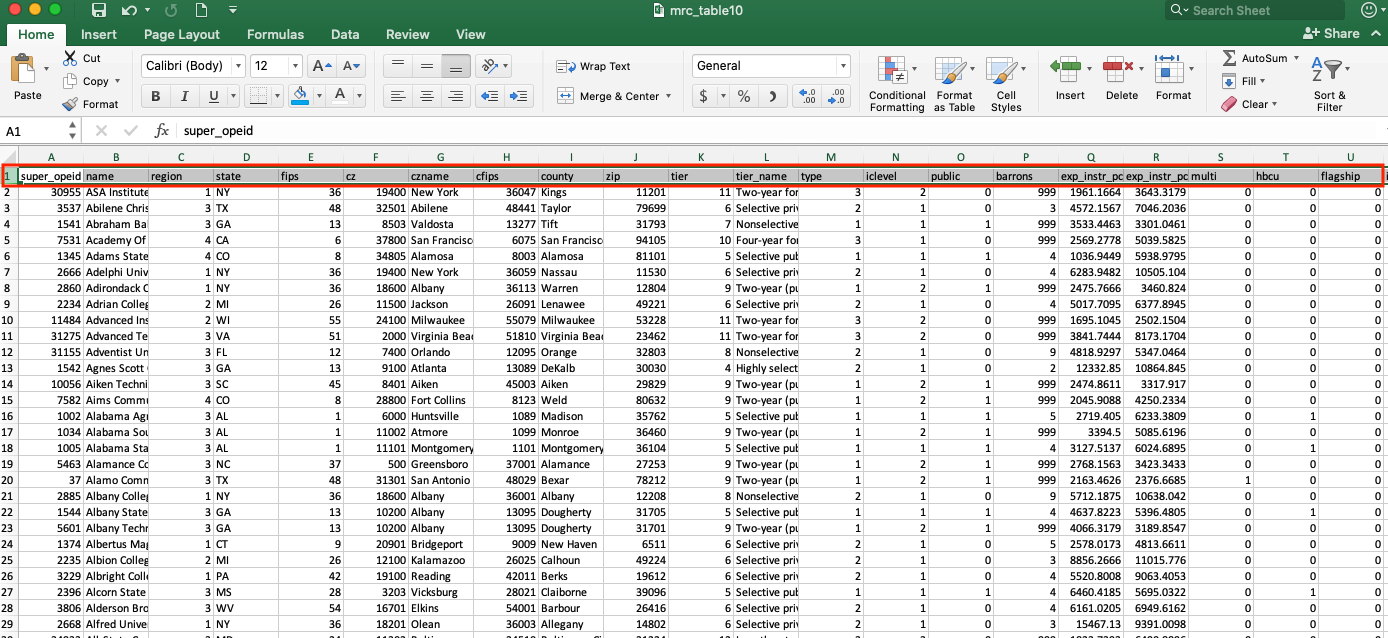 mrc_table10
Search Sheet
Home Insert Page Layout Formulas Data Review View Share
Cut
Calibri (Body) 12 A A Wrap Text General AutoSum
Copy Fill
Paste Format B I U A Merge & Center $ % Conditional Formatting Format as Table Cell Styles Insert Delete Format Clear Sort & Filter
A1 fx super_opeid
A B C D E F G H I J K L M N O P Q R S T U
1 super_opeid name region state fips cz czname cfips county zip tier tier_name type iclevel public barrons exp_instr_pc exp_instr_pc multi hbcu flagship
2 30955 ASA Institute 1 NY 36 19400 New York 36047 Kings 11201 11 Two-year for 3 2 0 999 1961.1664 3643.3179 0 0 0
3 3537 Abilene Chris 3 TX 48 32501 Abilene 48441 Taylor 79699 6 Selective priv 2 1 0 3 4572.1567 7046.2036 0 0 0
4 1541 Abraham Ba 3 GA 13 8503 Valdosta 13277 Tift 31793 7 Nonselective 1 1 1 999 3533.4463 3301.0461 0 0 0
5 7531 Academy Of 4 CA 6 37800 San Francisc 6075 San Francisc 94105 10 Four-year for 3 1 0 999 2569.2778 5039.5825 0 0 0
6 1345 Adams State 4 CO 8 34805 Alamosa 8003 Alamosa 81101 5 Selective pub 1 1 1 4 1036.9449 5938.9795 0 0 0
7 2666 Adelphi Univ 1 NY 36 19400 New York 36059 Nassau 11530 6 Selective priv 2 1 0 4 6283.9482 10505.104 0 0 0
8 2860 Adirondack C 1 NY 36 18600 Albany 36113 Warren 12804 9 Two-year (pu 1 2 1 999 2475.7666 3460.824 0 0 0
9 2234 Adrian Colleg 2 MI 26 11500 Jackson 26091 Lenawee 49221 6 Selective priv 2 1 0 4 5017.7095 6377.8945 0 0 0
10 11484 Advanced Ins 2 WI 55 24100 Milwaukee 55079 Milwaukee 53228 11 Two-year for 3 2 0 999 1695.1045 2502.1504 0 0 0
11 31275 Advanced Te 3 VA 51 2000 Virginia Beac 51810 Virginia Beac 23462 11 Two-year for 3 2 0 999 3841.7444 8173.1704 0 0 0
12 31155 Adventist Un 3 FL 12 7400 Orlando 12095 Orange 32803 8 Nonselective 2 1 0 9 4818.9297 5347.0464 0 0 0
13 1542 Agnes Scott 3 GA 13 9100 Atlanta 13089 DeKalb 30030 4 Highly select 2 1 0 2 12332.85 10864.845 0 0 0
14 10056 Aiken Techni 3 SC 45 8401 Aiken 45003 Aiken 29829 9 Two-year (pu 1 2 1 999 2474.8611 3317.917 0 0 0
15 7582 Aims Commu 4 CO 8 28800 Fort Collins 8123 Weld 80632 9 Two-year (pu 1 1 1 999 2045.9088 4250.2334 0 0 0
16 1002 Alabama Agr 3 AL 1 6000 Huntsville 1089 Madison 35762 5 Selective pub 1 1 1 5 2719.405 6233.3809 0 1 0
17 1034 Alabama Sou 3 AL 1 11002 Atmore 1099 Monroe 36460 9 Two-year (pu 1 2 1 999 3394.5 5085.6196 0 0 0
18 1005 Alabama Sta 3 AL 1 11101 Montgomery 1101 Montgomery 36104 5 Selective pub 1 1 1 4 3127.5137 6024.6895 0 1 0
19 5463 Alamance Co 3 NC 37 500 Greensboro 37001 Alamance 27253 9 Two-year (pu 1 2 1 999 2768.1563 3423.3433 0 0 0
20 37 Alamo Comm 3 TX 48 31301 San Antonio 48029 Bexar 78212 9 Two-year (pu 1 2 1 999 2163.4626 2376.6685 1 0 0
21 2885 Albany Colleg 1 NY 36 18600 Albany 36001 Albany 12208 8 Nonselective 2 1 0 9 5712.1875 10638.042 0 0 0
22 1544 Albany State 3 GA 13 10200 Albany 13095 Dougherty 31705 5 Selective pub 1 1 1 4 4637.8223 5396.4805 0 1 0
23 5601 Albany Techr 3 GA 13 10200 Albany 13095 Dougherty 31701 9 Two-year (pu 1 2 1 999 4066.3179 3189.8547 0 0 0
24 1374 Albertus Mag 1 CT 9 20901 Bridgeport 9009 New Haven 6511 6 Selective priv 2 1 0 5 2578.0173 4813.6611 0 0 0
25 2235 Albion Colleg 2 MI 26 12100 Kalamazoo 26025 Calhoun 49224 6 Selective priv 2 1 0 3 8856.2666 11015.776 0 0 0
26 3229 Albright Colle 1 PA 42 19100 Reading 42011 Berks 19612 6 Selective priv 2 1 0 4 5520.8008 9063.4053 0 0 0
27 2396 Alcorn State 3 MS 28 3203 Vicksburg 28021 Claiborne 39096 5 Selective pub 1 1 1 4 6460.4185 5695.0322 0 1 0
28 3806 Alderson Bro 3 WV 54 16701 Elkins 54001 Barbour 26416 6 Selective priv 2 1 0 4 6161.0205 6949.6162 0 0 0
29 2668 Alfred Unive 1 NY 36 18201 Olean 36003 Allegany 14802 6 Selective priv 2 1 0 3 15467.13 9391.0098 0 0 0